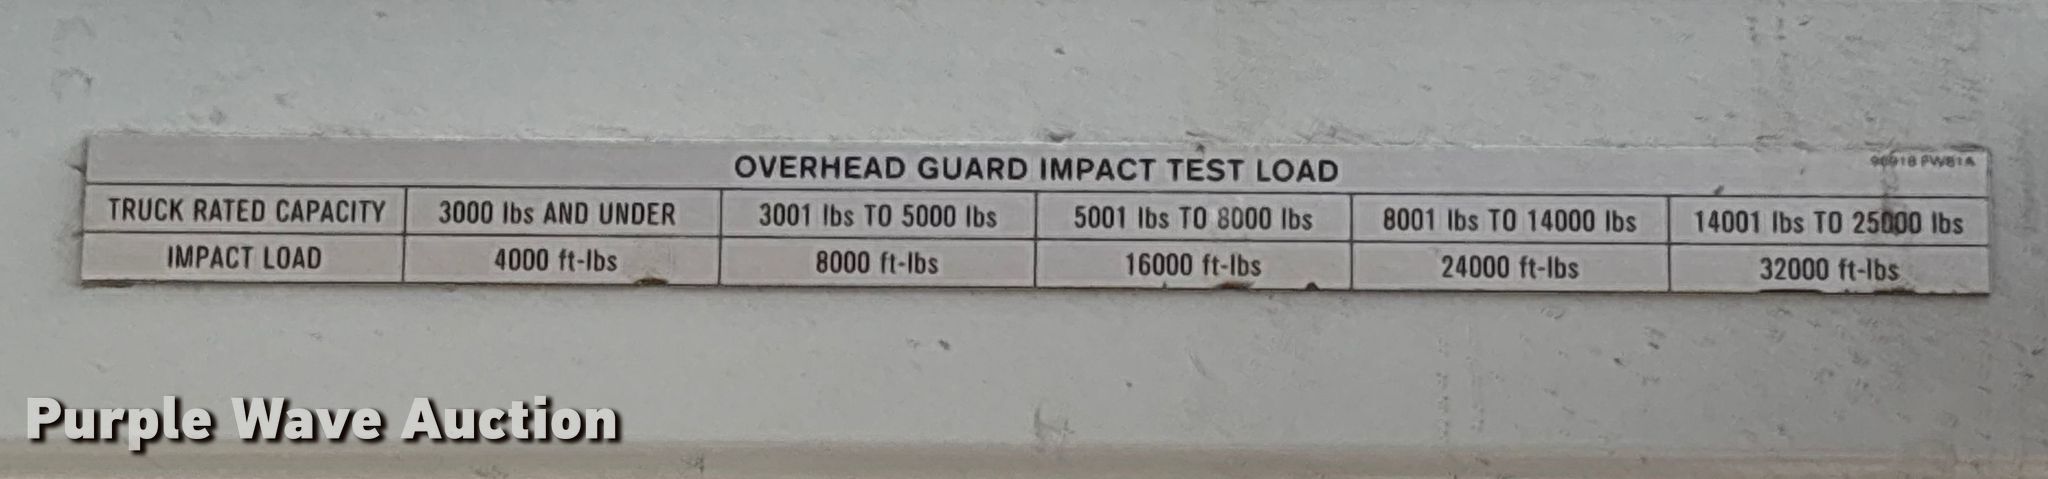 OVERHEAD GUARD IMPACT TEST LOAD
TRUCK RATED CAPACITY 3000 lbs AND UNDER 3001 lbs TO 5000 lbs 5001 lbs TO 8000 lbs 8001 lbs TO 14000 lbs 14001 lbs TO 25000 lbs
IMPACT LOAD 4000 ft-lbs 8000 ft-lbs 16000 ft-lbs 24000 ft-lbs 32000 ft-lbs
Purple Wave Auction